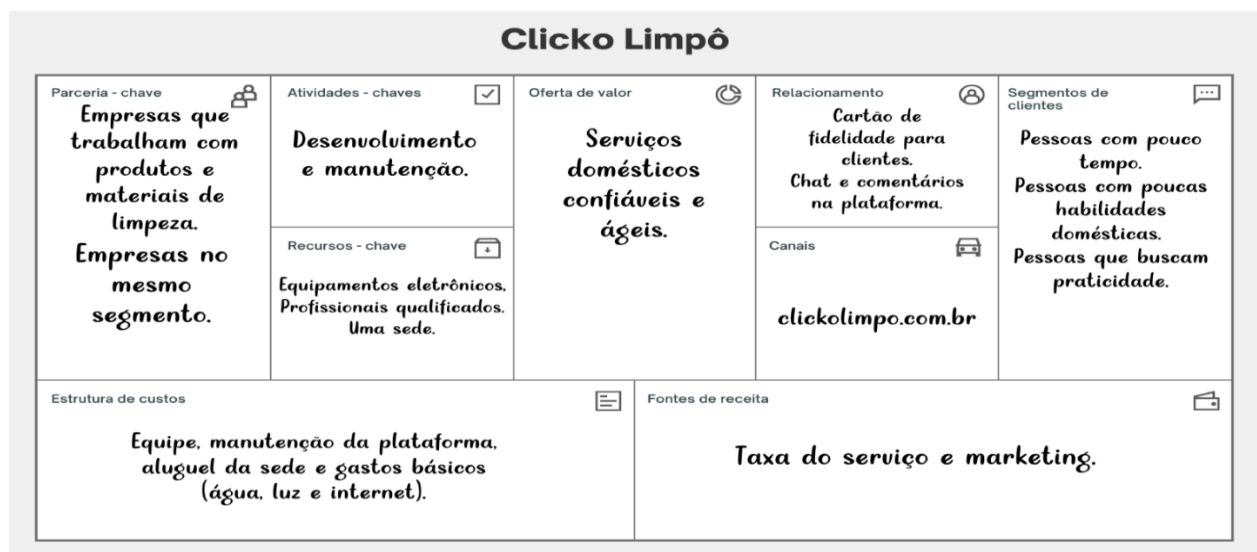 Clicko Limpô
Parceria - chave
Empresas que
trabalham com
produtos e
materiais de
limpeza.
Empresas no
mesmo
segmento.
Atividades - chaves
Desenvolvimento
e manutenção.
Recursos - chave
Equipamentos eletrônicos,
Profissionais qualificados.
Uma sede.
Oferta de valor
Serviços
domésticos
confiáveis e
ágeis.
Relacionamento
Cartão de
fidelidade para
clientes.
Chat e comentários
na plataforma.
Canais
clickolimpo.com.br
Segmentos de
clientes
Pessoas com pouco
tempo.
Pessoas com poucas
habilidades
domésticas.
Pessoas que buscam
praticidade.
Estrutura de custos
Equipe, manutenção da plataforma,
aluguel da sede e gastos básicos
(água, luz e internet).
Fontes de receita
Taxa do serviço e marketing.